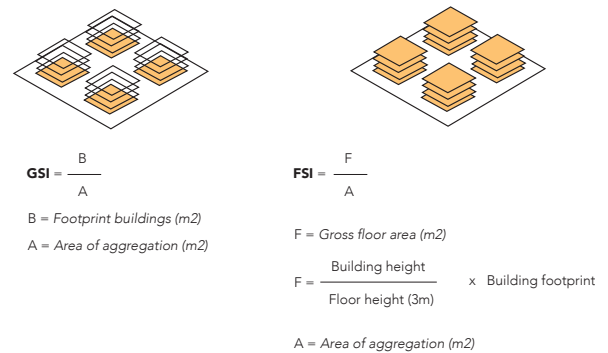 GSI = B / A
B = Footprint buildings (m2)
A = Area of aggregation (m2)
FSI = F / A
F = Gross floor area (m2)
F = Building height / Floor height (3m) x Building footprint
A = Area of aggregation (m2)